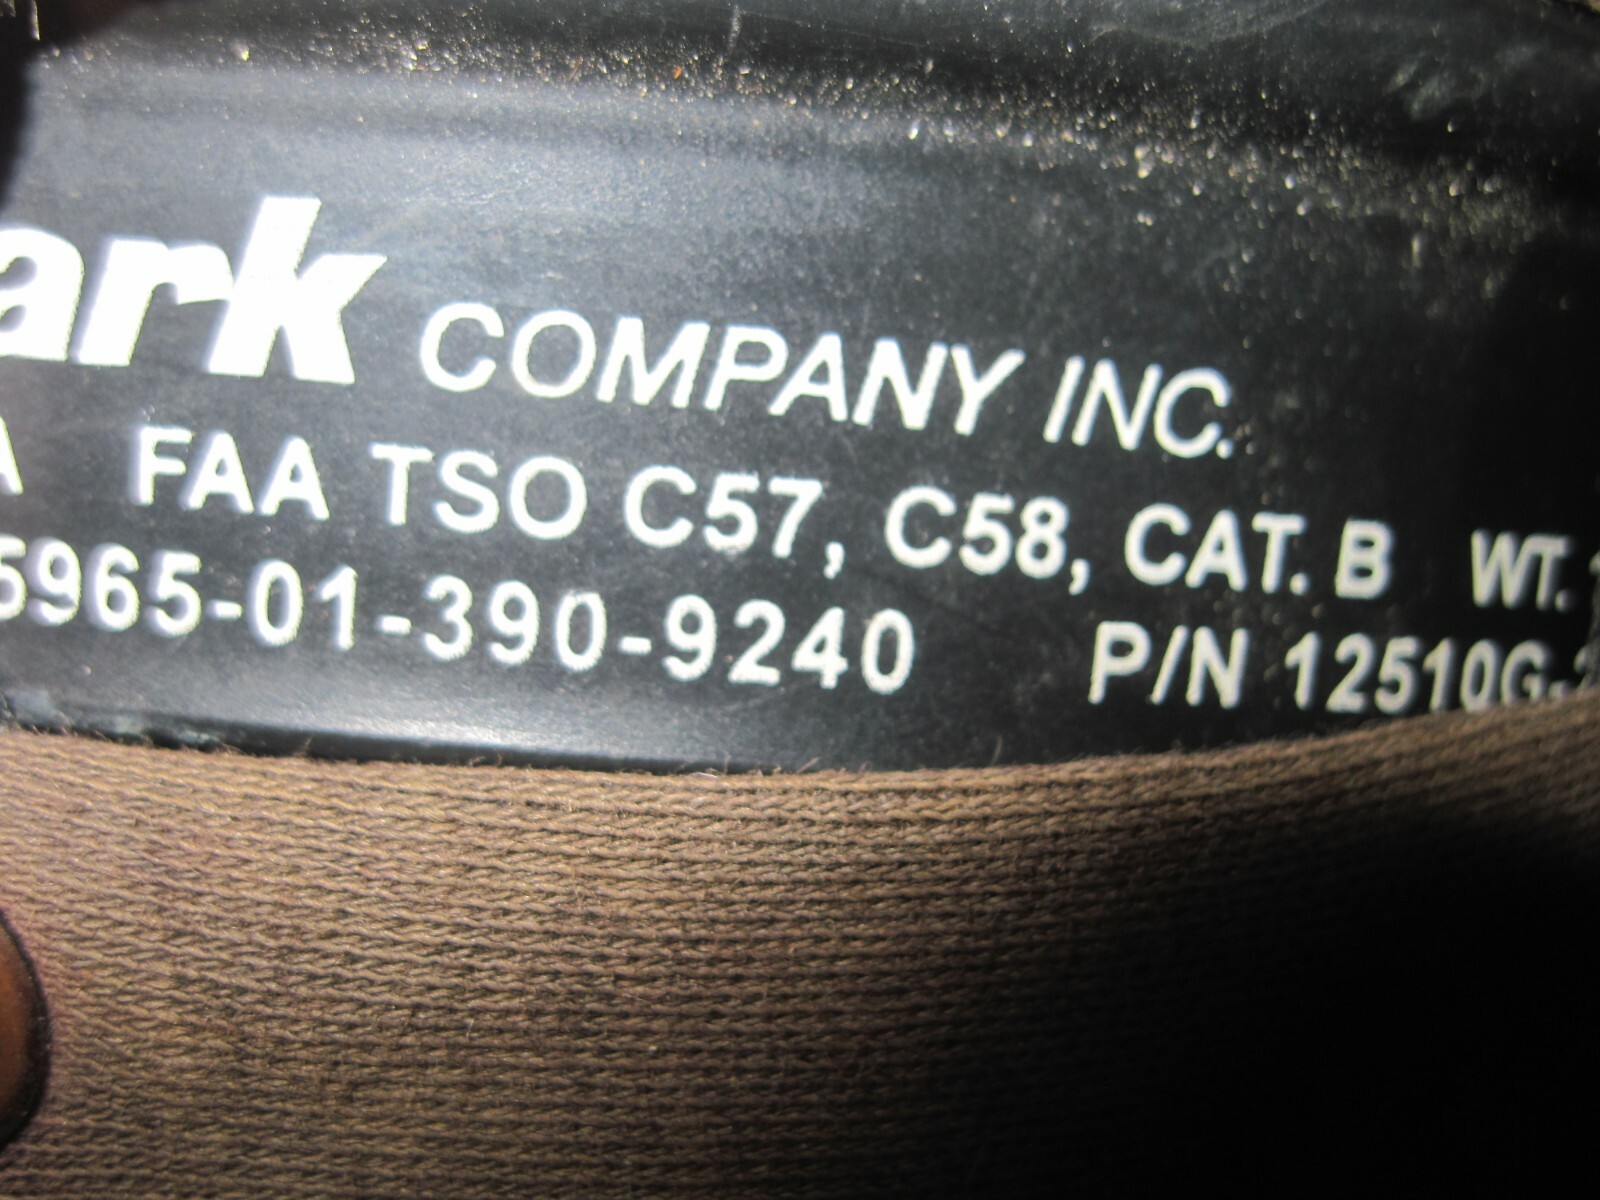 ark COMPANY INC.
A FAA TSO C57, C58, CAT. B WT.
5965-01-390-9240 P/N 12510G-